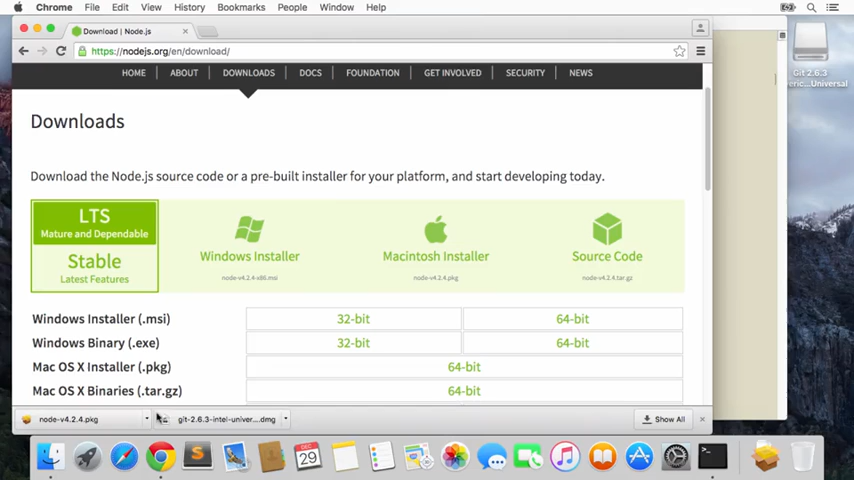 Chrome File Edit View History Bookmarks People Window Help
Download | Node.js
https://nodejs.org/en/download/
HOME ABOUT DOWNLOADS DOCS FOUNDATION GET INVOLVED SECURITY NEWS
Git 2.6.3
...Universal
Downloads
Download the Node.js source code or a pre-built installer for your platform, and start developing today.
LTS
Mature and Dependable
Stable
Latest Features
Windows Installer
node-v4.2.4-x86.msi
Macintosh Installer
node-v4.2.4.pkg
Source Code
node-v4.2.4.tar.gz
Windows Installer (.msi) 32-bit 64-bit
Windows Binary (.exe) 32-bit 64-bit
Mac OS X Installer (.pkg) 64-bit
Mac OS X Binaries (.tar.gz) 64-bit
node-v4.2.4.pkg git-2.6.3-intel-univer....dmg Show All
DEC
29